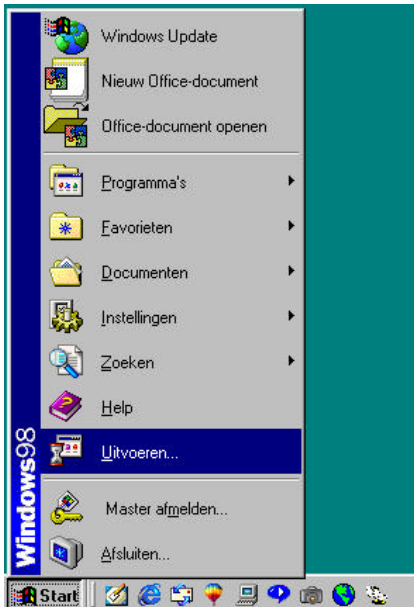 Windows Update
Nieuw Office-document
Office-document openen
Programma's
Favorieten
Documenten
Instellingen
Zoeken
Help
Uitvoeren...
Master afmelden...
Afsluiten...
Windows98
Start